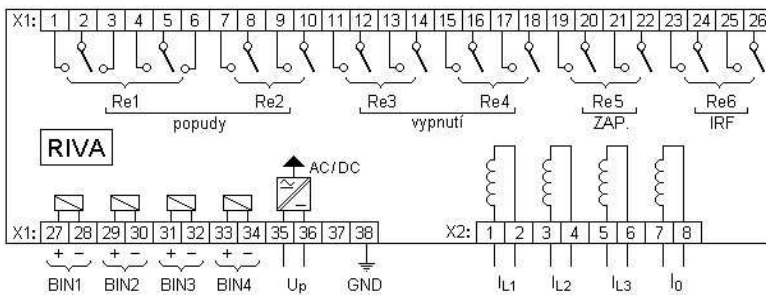 X1: 1 2 3 4 5 6 7 8 9 10 11 12 13 14 15 16 17 18 19 20 21 22 23 24 25 26
Re1 Re2 Re3 Re4 Re5 Re6
popudy vypnutí ZAP. IRF
RIVA
AC/DC
X1: 27 28 29 30 31 32 33 34 35 36 37 38 X2: 1 2 3 4 5 6 7 8
+ − + − + − + −
BIN1 BIN2 BIN3 BIN4 Up GND IL1 IL2 IL3 I0